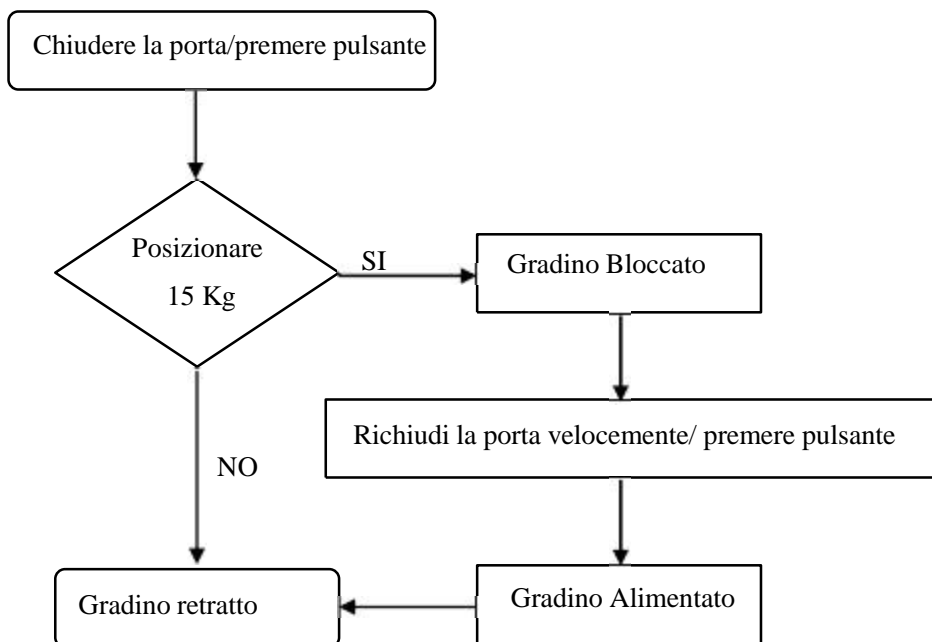 Chiudere la porta/premere pulsante
Posizionare
15 Kg
SI
Gradino Bloccato
Richiudi la porta velocemente/ premere pulsante
NO
Gradino Alimentato
Gradino retratto